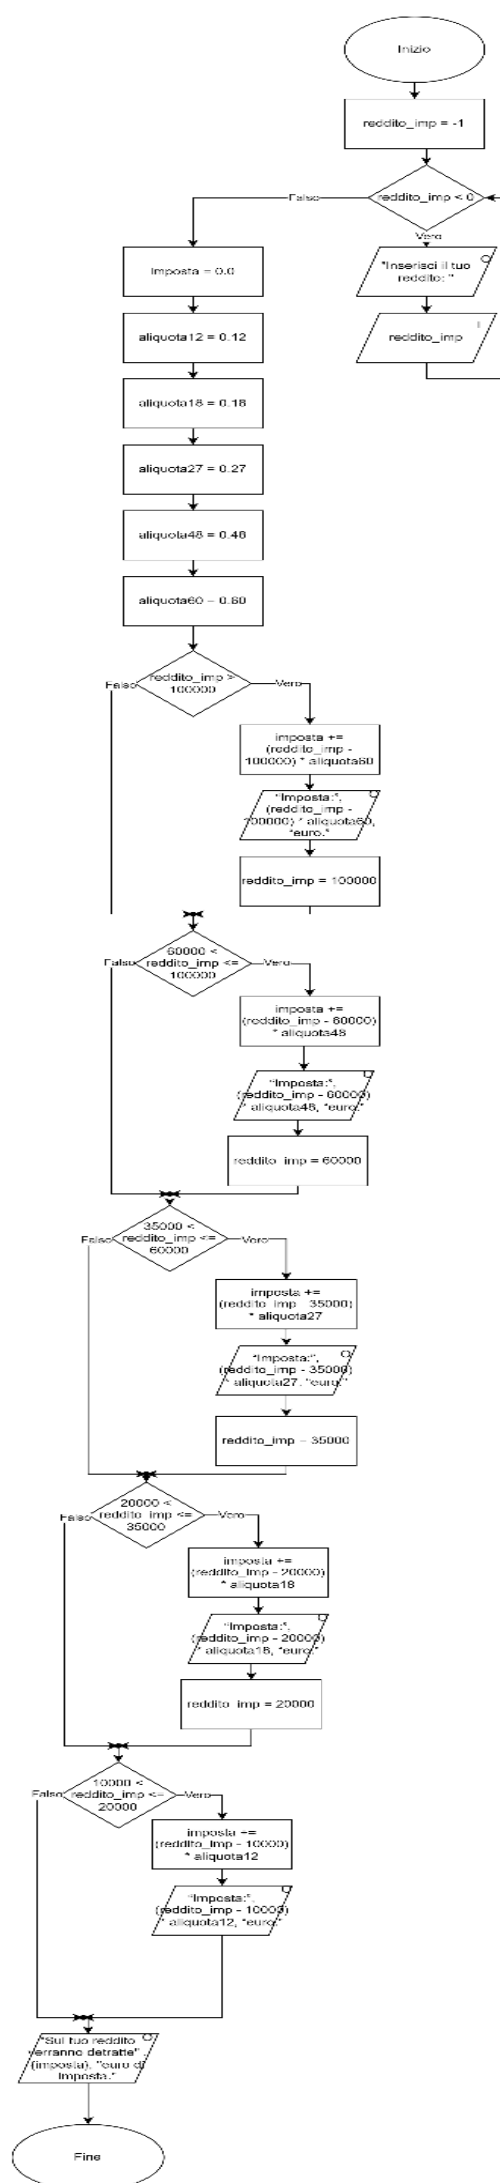 Inizio
reddito_imp = -1
reddito_imp < 0
Falso
Vero
"Inserisci il tuo
reddito: "
O
reddito_imp
I
Imposta = 0.0
aliquota12 = 0.12
aliquota18 = 0.18
aliquota27 = 0.27
aliquota48 = 0.48
aliquota60 = 0.60
reddito_imp >
100000
Falso
Vero
imposta +=
(reddito_imp -
100000) * aliquota60
O
"Imposta:",
(reddito_imp -
100000) * aliquota60,
"euro."
reddito_imp = 100000
60000 <
reddito_imp <=
100000
Falso
Vero
imposta +=
(reddito_imp - 60000)
* aliquota48
O
"Imposta:",
(reddito_imp - 60000)
* aliquota48, "euro."
reddito_imp = 60000
35000 <
reddito_imp <=
60000
Falso
Vero
imposta +=
(reddito_imp - 35000)
* aliquota27
O
"Imposta:",
(reddito_imp - 35000)
* aliquota27, "euro."
reddito_imp = 35000
20000 <
reddito_imp <=
35000
Falso
Vero
imposta +=
(reddito_imp - 20000)
* aliquota18
O
"Imposta:",
(reddito_imp - 20000)
* aliquota18, "euro."
reddito_imp = 20000
10000 <
reddito_imp <=
20000
Falso
Vero
imposta +=
(reddito_imp - 10000)
* aliquota12
O
"Imposta:",
(reddito_imp - 10000)
* aliquota12, "euro."
O
"Sul tuo reddito
verranno detratte",
{imposta}, "euro di
imposta."
Fine